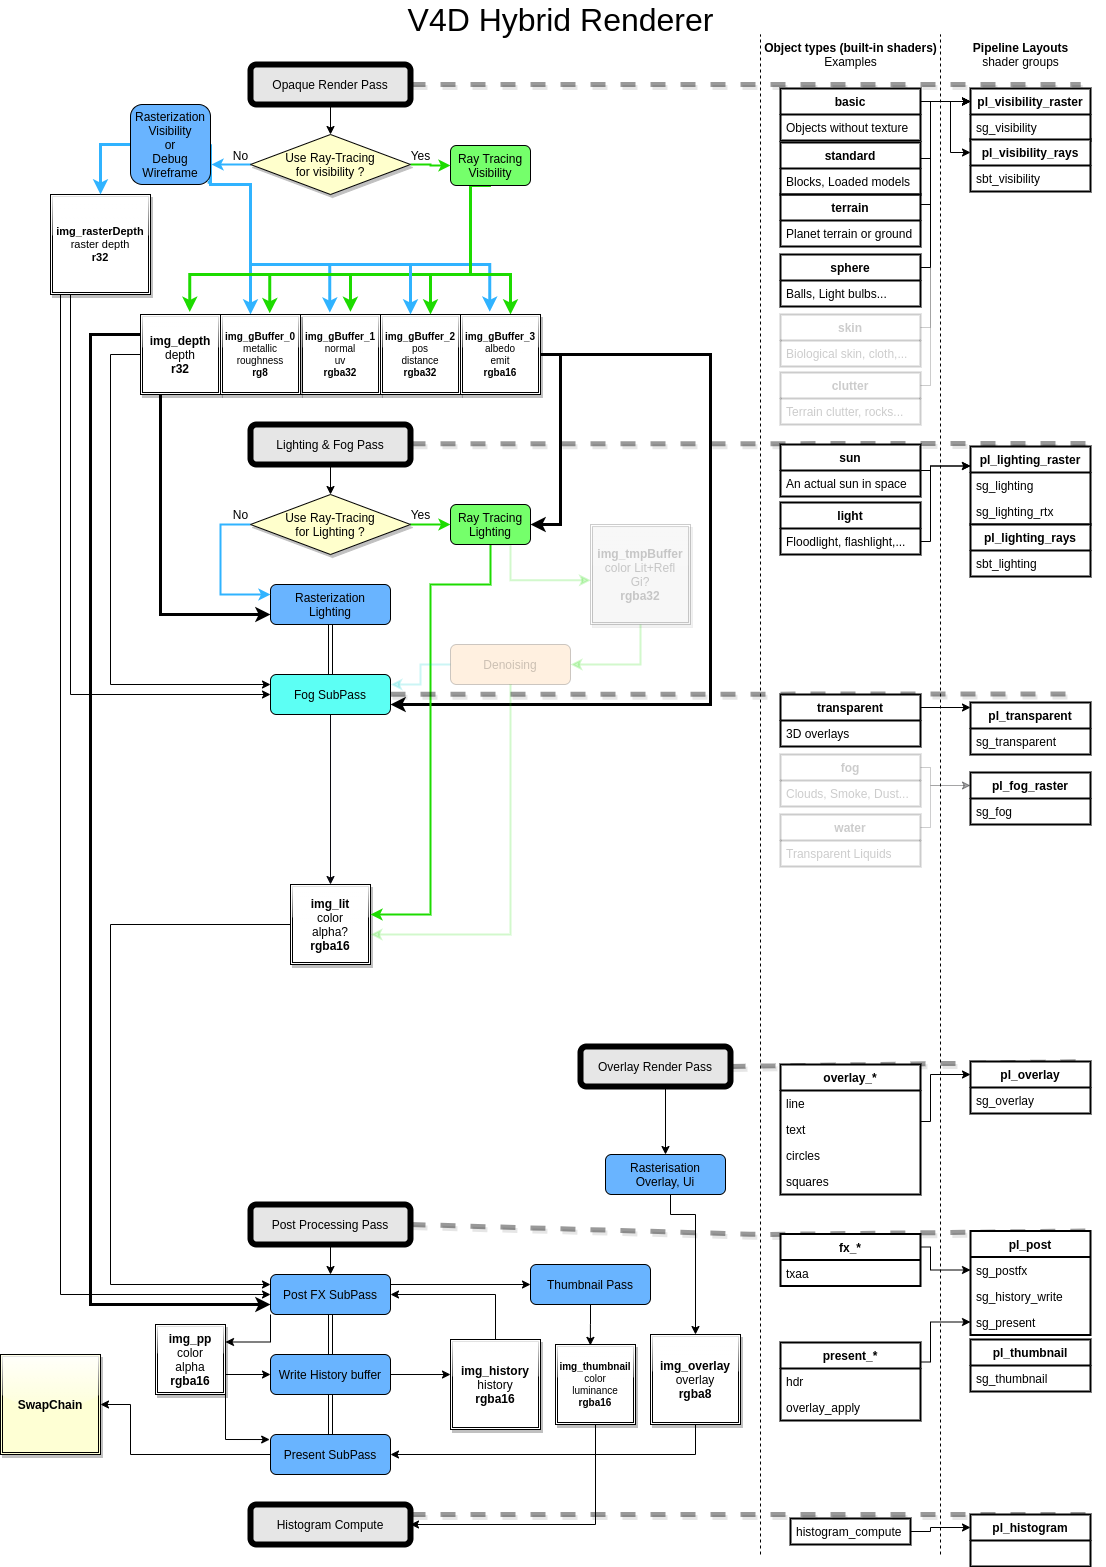 V4D Hybrid Renderer
Object types (built-in shaders)
Examples
Pipeline Layouts
shader groups
Opaque Render Pass
Rasterization
Visibility
or
Debug
Wireframe
No
Use Ray-Tracing
for visibility ?
Yes
Ray Tracing
Visibility
img_rasterDepth
raster depth
r32
img_depth
depth
r32
img_gBuffer_0
metallic
roughness
rg8
img_gBuffer_1
normal
uv
rgba32
img_gBuffer_2
pos
distance
rgba32
img_gBuffer_3
albedo
emit
rgba16
basic
Objects without texture
standard
Blocks, Loaded models
terrain
Planet terrain or ground
sphere
Balls, Light bulbs...
skin
Biological skin, cloth,...
clutter
Terrain clutter, rocks...
pl_visibility_raster
sg_visibility
pl_visibility_rays
sbt_visibility
Lighting & Fog Pass
No
Use Ray-Tracing
for Lighting ?
Yes
Ray Tracing
Lighting
img_tmpBuffer
color Lit+Refl
Gi?
rgba32
Rasterization
Lighting
Denoising
Fog SubPass
sun
An actual sun in space
light
Floodlight, flashlight,...
pl_lighting_raster
sg_lighting
sg_lighting_rtx
pl_lighting_rays
sbt_lighting
transparent
3D overlays
fog
Clouds, Smoke, Dust...
water
Transparent Liquids
pl_transparent
sg_transparent
pl_fog_raster
sg_fog
img_lit
color
alpha?
rgba16
Overlay Render Pass
Rasterisation
Overlay, Ui
overlay_*
line
text
circles
squares
pl_overlay
sg_overlay
Post Processing Pass
Post FX SubPass
Thumbnail Pass
img_pp
color
alpha
rgba16
Write History buffer
img_history
history
rgba16
img_thumbnail
color
luminance
rgba16
img_overlay
overlay
rgba8
SwapChain
Present SubPass
fx_*
txaa
present_*
hdr
overlay_apply
pl_post
sg_postfx
sg_history_write
sg_present
pl_thumbnail
sg_thumbnail
Histogram Compute
histogram_compute
pl_histogram